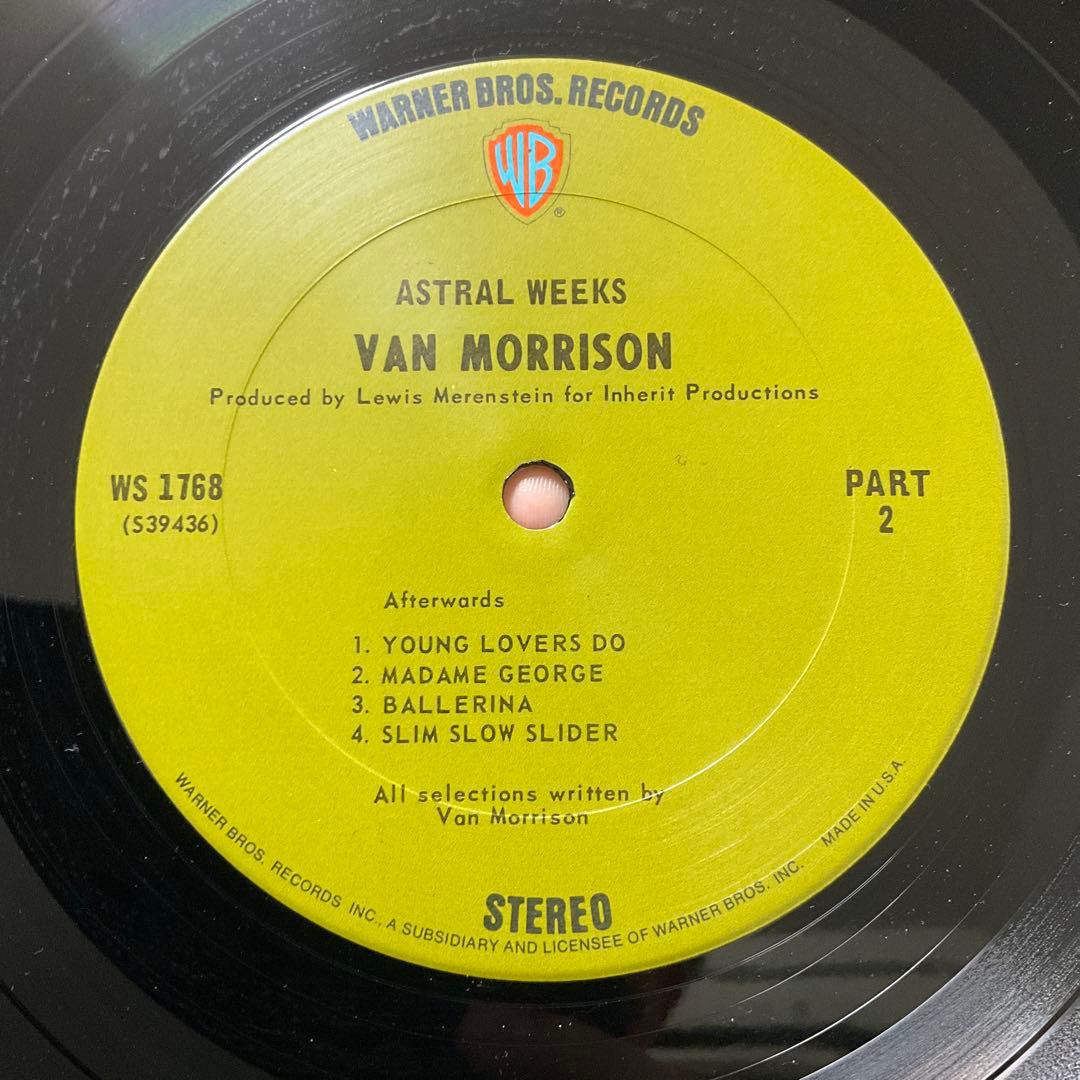 WARNER BROS. RECORDS
WB
®
ASTRAL WEEKS
VAN MORRISON
Produced by Lewis Merenstein for Inherit Productions
WS 1768
(S39436)
PART
2
Afterwards
1. YOUNG LOVERS DO
2. MADAME GEORGE
3. BALLERINA
4. SLIM SLOW SLIDER
All selections written by
Van Morrison
STEREO
WARNER BROS. RECORDS INC., A SUBSIDIARY AND LICENSEE OF WARNER BROS. INC. MADE IN U.S.A.